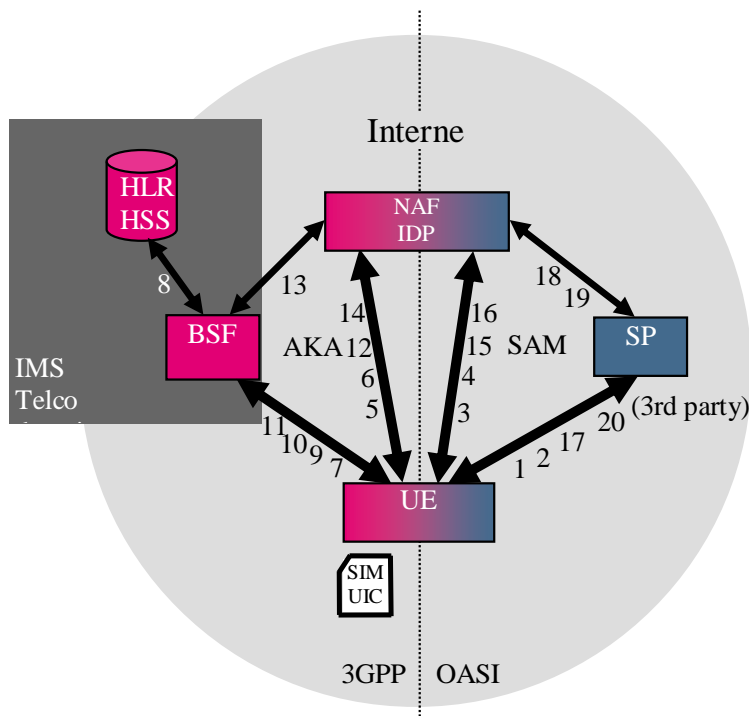 Interne
HLR
HSS
NAF
IDP
8
13
18
19
14
16
BSF
AKA
12
15
SAM
SP
6
4
IMS
Telco
5
3
(3rd party)
20
11
10
9
7
17
2
1
UE
SIM
UIC
3GPP
OASI